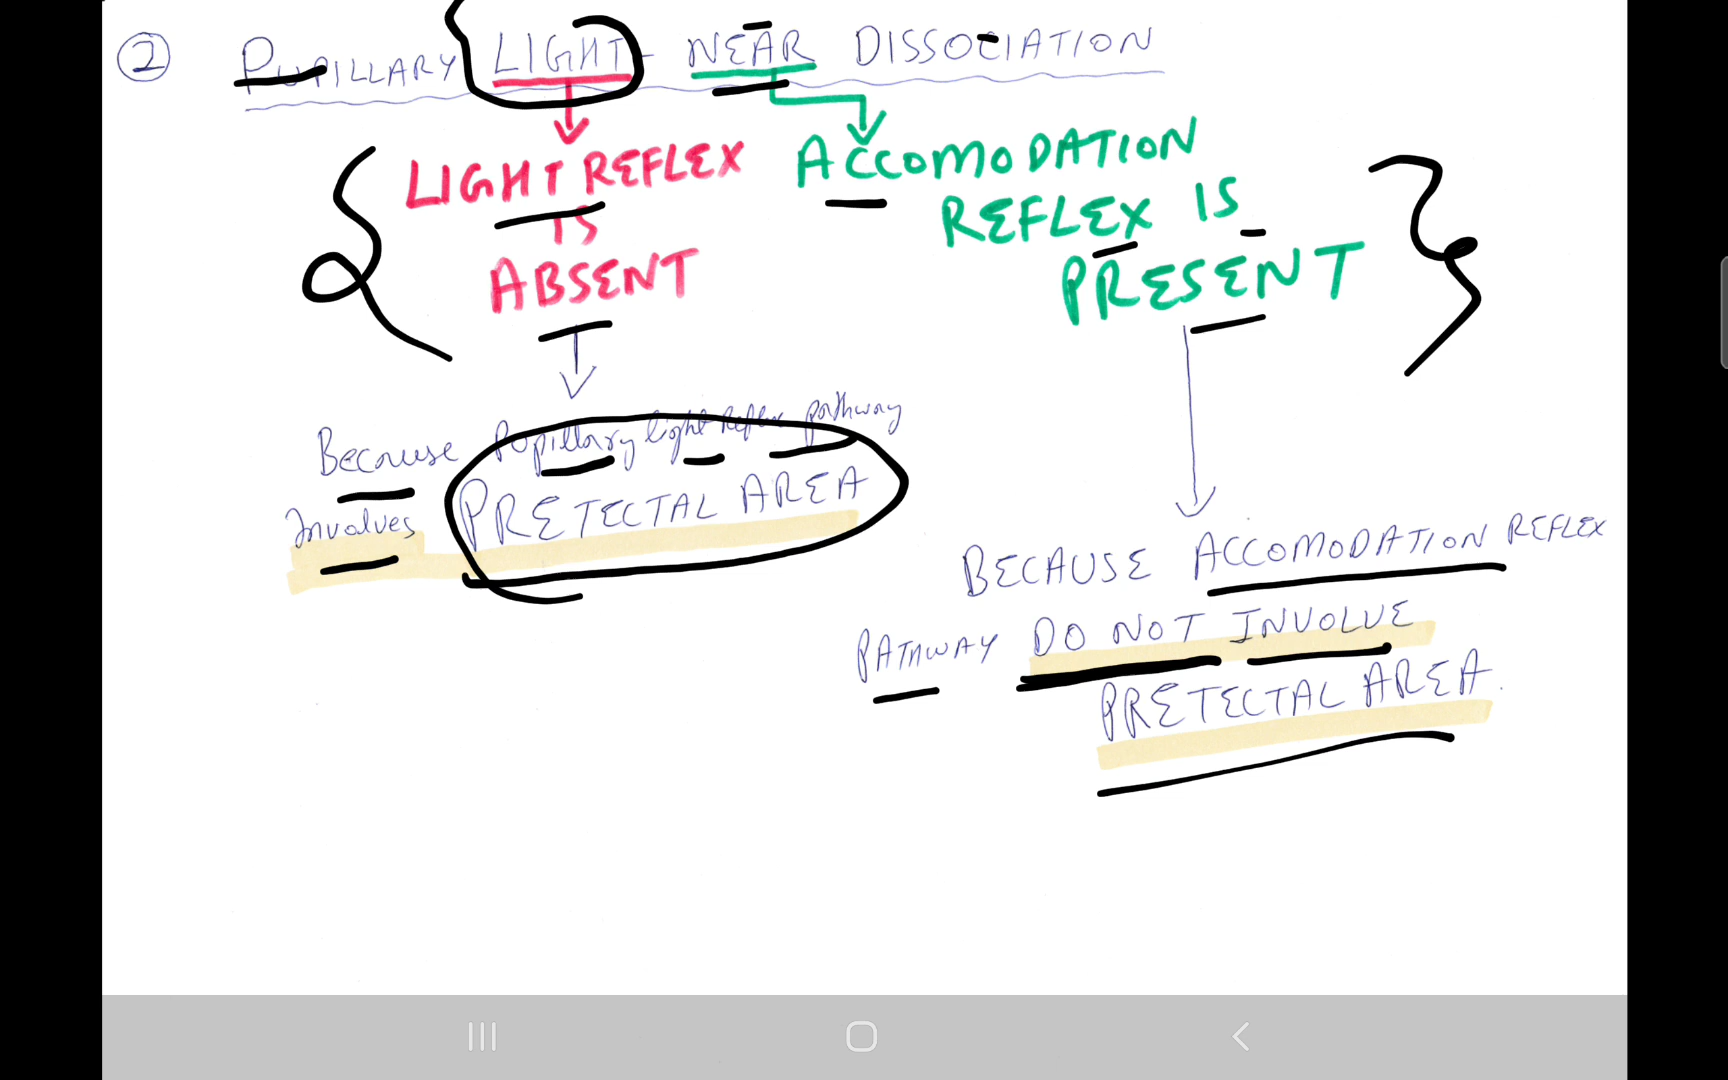 2 PUPILLARY LIGHT - NEAR DISSOCIATION
LIGHT REFLEX
IS
ABSENT
ACCOMODATION
REFLEX IS
PRESENT
Because Pupillary light Reflex pathway
Involves PRETECTAL AREA
BECAUSE ACCOMODATION REFLEX
PATHWAY DO NOT INVOLVE
PRETECTAL AREA.